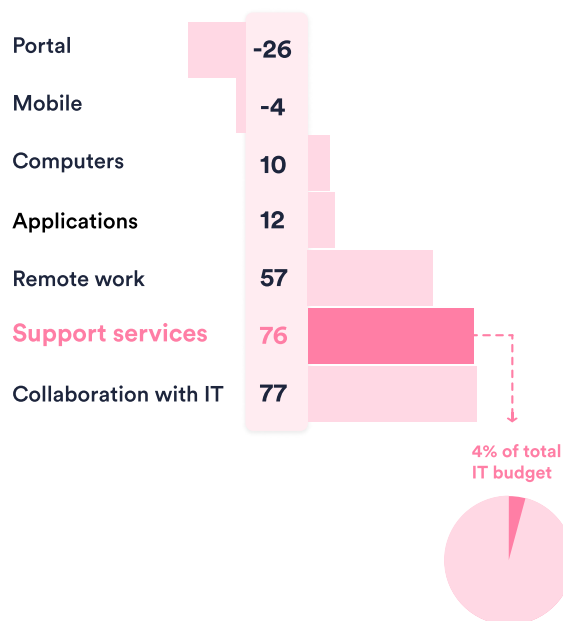 Portal -26
Mobile -4
Computers 10
Applications 12
Remote work 57
Support services 76
Collaboration with IT 77
4% of total
IT budget